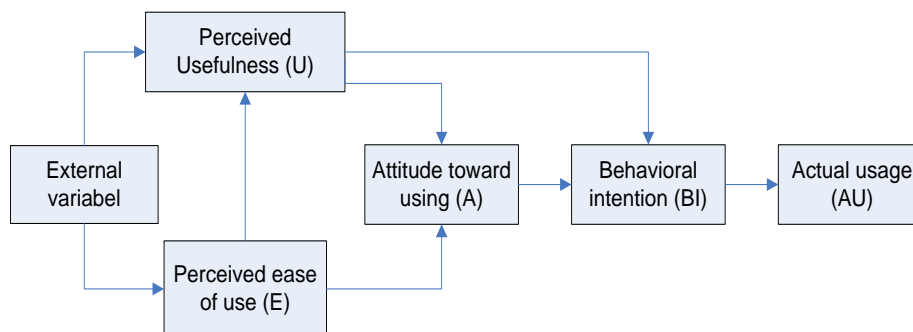 Perceived
Usefulness (U)
External
variabel
Attitude toward
using (A)
Behavioral
intention (BI)
Actual usage
(AU)
Perceived ease
of use (E)